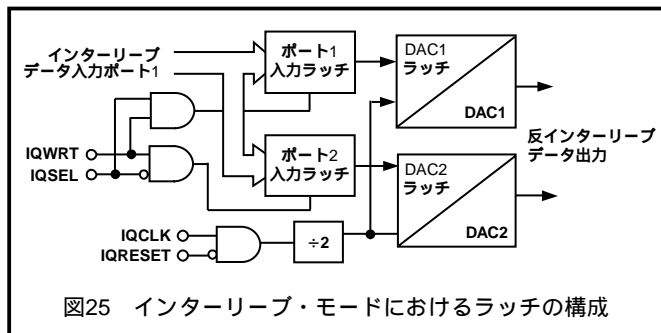 インターリーブ
データ入力ポート1
ポート1
入力ラッチ
DAC1
ラッチ
DAC1
IQWRT
IQSEL
ポート2
入力ラッチ
DAC2
ラッチ
DAC2
反インターリーブ
データ出力
IQCLK
IQRESET
÷2
図25 インターリーブ・モードにおけるラッチの構成